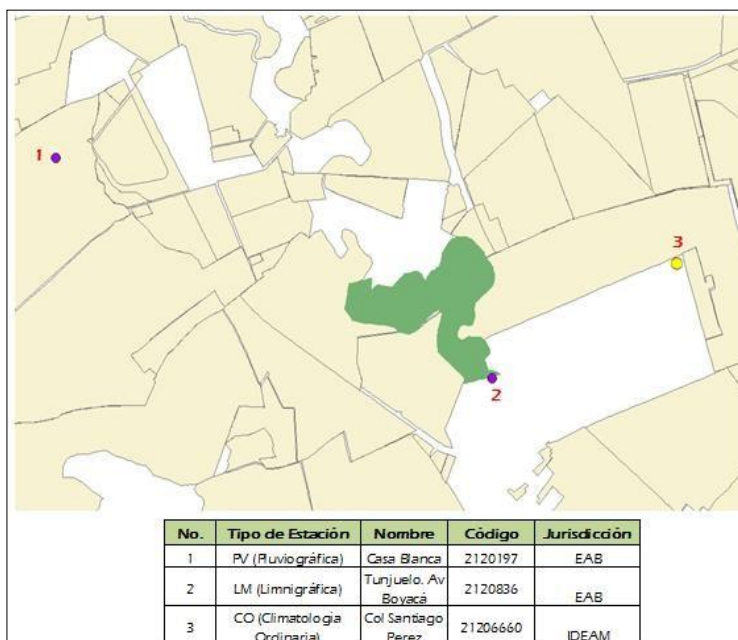 1
3
2
No. Tipo de Estación Nombre Código Jurisdicción
1 PV (Pluviográfica) Casa Blanca 2120197 EAB
2 LM (Limnigráfica) Tunjuelo. Av Boyacá 2120836 EAB
3 CO (Climatologia Ordinaria) Col Santiago Perez 21206660 IDEAM